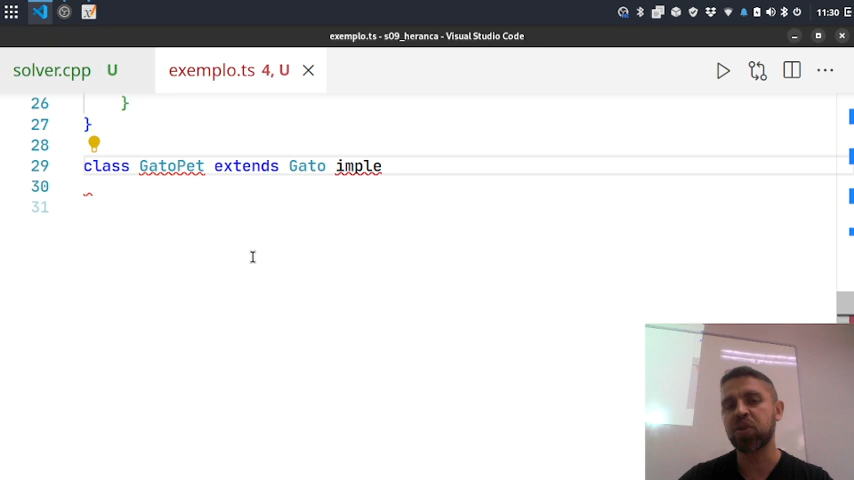 11:30
exemplo.ts - s09_heranca - Visual Studio Code
solver.cpp U
exemplo.ts 4, U
26 }
27 }
28
29 class GatoPet extends Gato imple
30
31